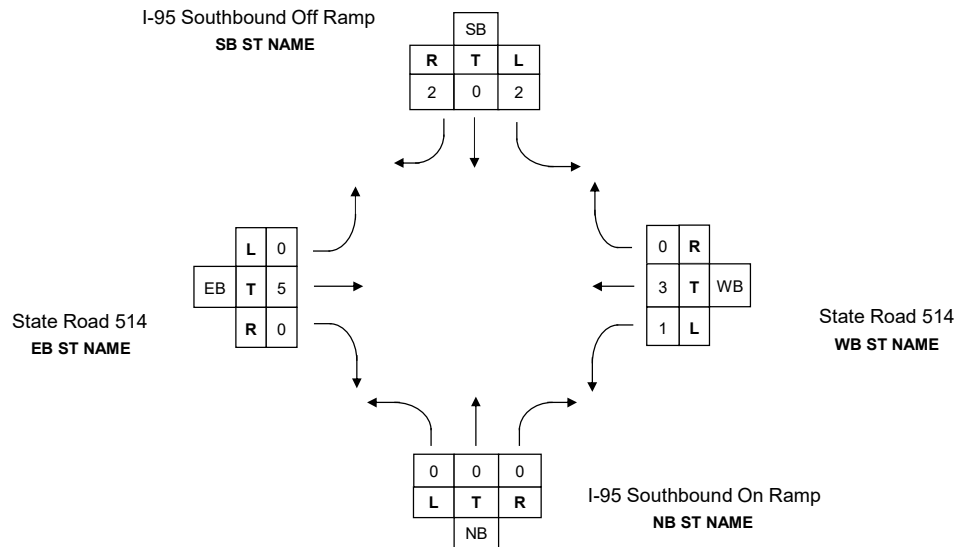 I-95 Southbound Off Ramp
SB ST NAME
SB
R T L
2 0 2
L 0
EB T 5
R 0
State Road 514
EB ST NAME
0 R
3 T WB
1 L
State Road 514
WB ST NAME
0 0 0
L T R
NB
I-95 Southbound On Ramp
NB ST NAME